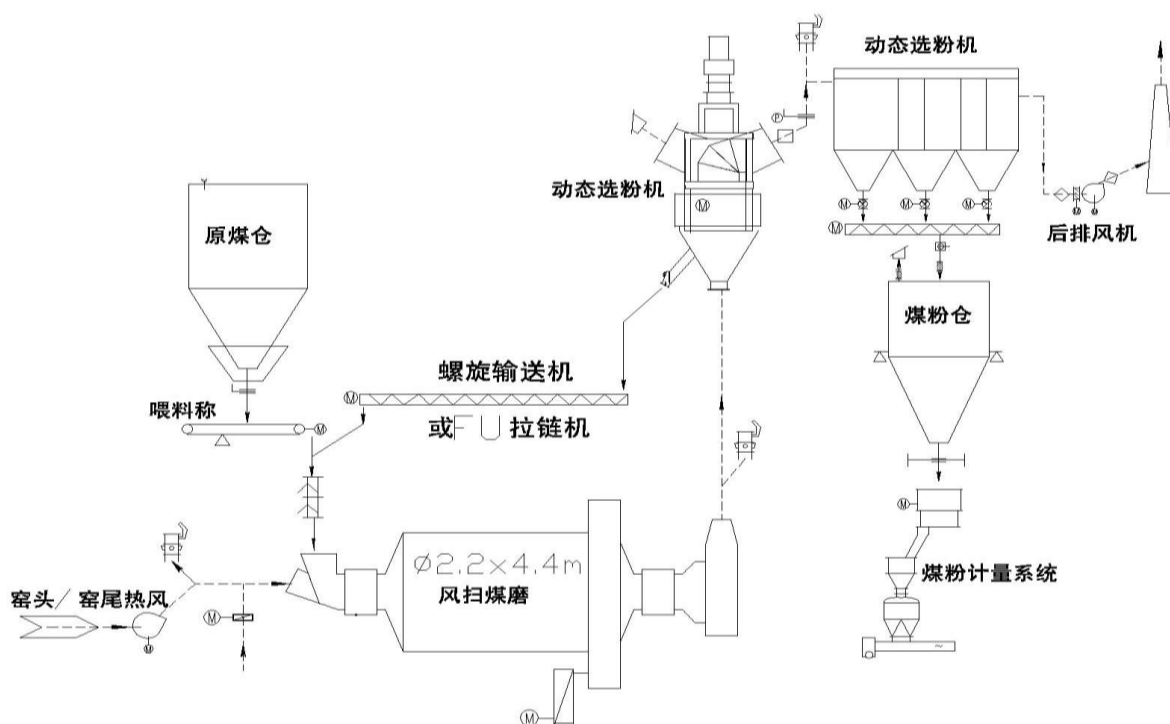 动态选粉机
P
动态选粉机
M
M
M
M
M
M
M
后排风机
原煤仓
煤粉仓
螺旋输送机
M
或FU拉链机
喂料称
M
M
Ø2.2×4.4m
风扫煤磨
窑头/窑尾热风
M
M
煤粉计量系统
~
M